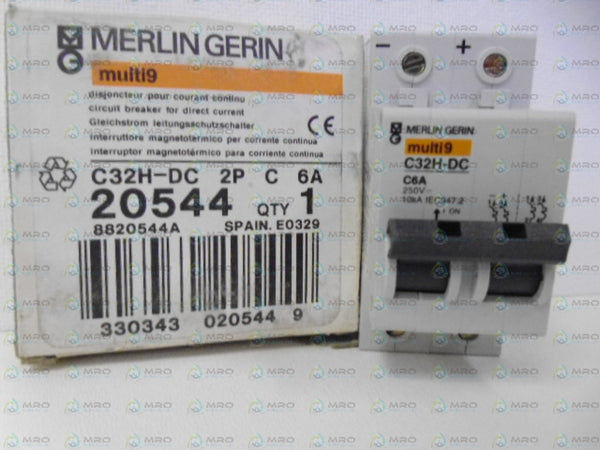 MERLIN GERIN
multi9
disjoncteur pour courant continu
circuit breaker for direct current
Gleichstrom leitungsschutzschalter
interruttore magnetotermico per corrente continua
interruptor magnetotérmico para corriente continua
CE
C32H-DC 2P C 6A
20544 QTY 1
8820544A SPAIN. E0329
330343 020544 9
- +
MERLIN GERIN
multi9
C32H-DC
C6A
250V
10kA IEC947.2
I ON
MRO